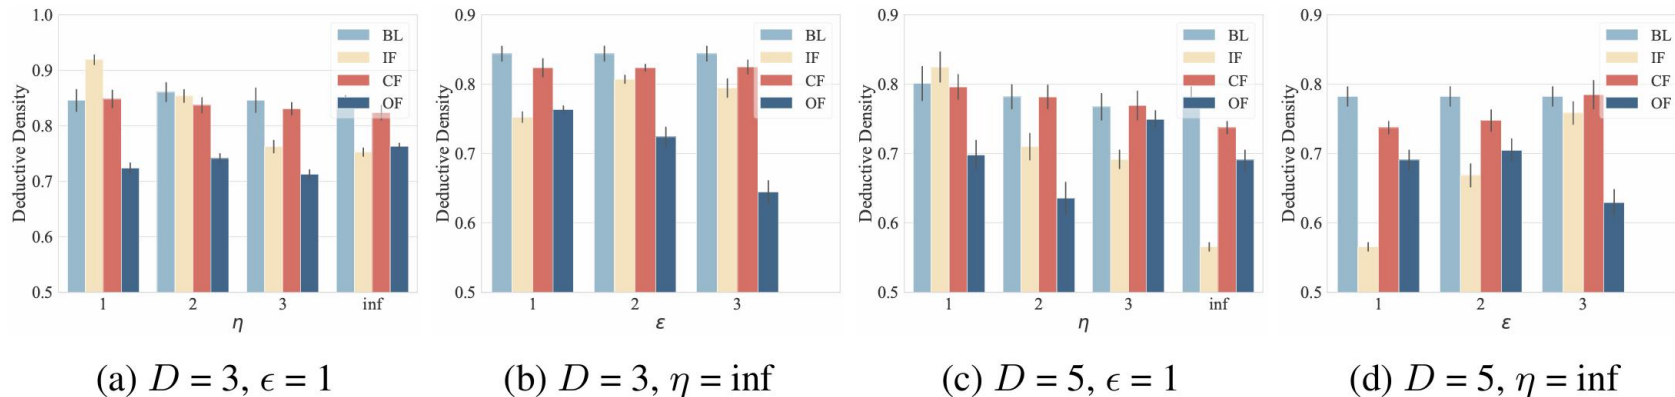 1.0
0.9
0.8
0.7
0.6
0.5
Deductive Density
1 2 3 inf
η
BL
IF
CF
OF
0.9
0.8
0.7
0.6
0.5
Deductive Density
1 2 3
ε
BL
IF
CF
OF
0.9
0.8
0.7
0.6
0.5
Deductive Density
1 2 3 inf
η
BL
IF
CF
OF
0.9
0.8
0.7
0.6
0.5
Deductive Density
1 2 3
ε
BL
IF
CF
OF
(a) D = 3, ϵ = 1
(b) D = 3, η = inf
(c) D = 5, ϵ = 1
(d) D = 5, η = inf